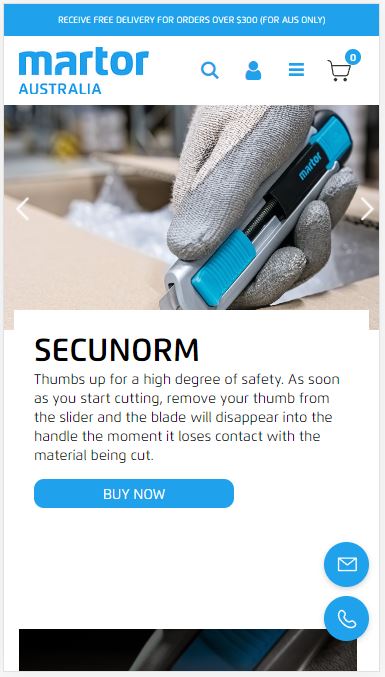 RECEIVE FREE DELIVERY FOR ORDERS OVER $300 (FOR AUS ONLY)
martor
AUSTRALIA
0
martor
SECUNORM
Thumbs up for a high degree of safety. As soon
as you start cutting, remove your thumb from
the slider and the blade will disappear into the
handle the moment it loses contact with the
material being cut.
BUY NOW